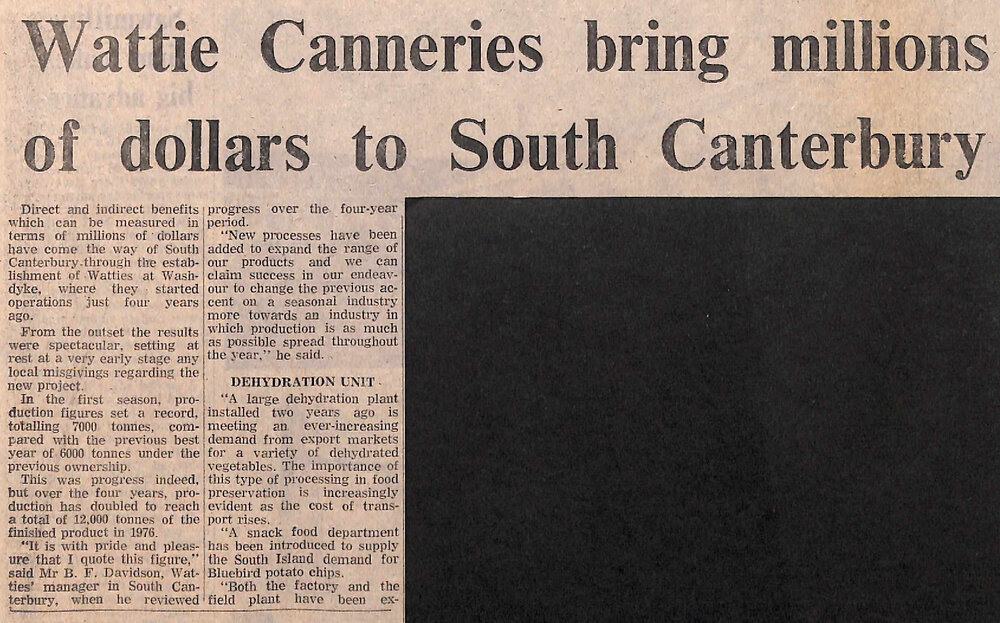 Wattie Canneries bring millions
of dollars to South Canterbury
Direct and indirect benefits
which can be measured in
terms of millions of dollars
have come the way of South
Canterbury through the estab-
lishment of Watties at Wash-
dyke, where they started
operations just four years
ago.
From the outset the results
were spectacular, setting at
rest at a very early stage any
local misgivings regarding the
new project.
In the first season, pro-
duction figures set a record,
totalling 7000 tonnes, com-
pared with the previous best
year of 6000 tonnes under the
previous ownership.
This was progress indeed,
but over the four years, pro-
duction has doubled to reach
a total of 12,000 tonnes of the
finished product in 1976.
"It is with pride and pleas-
ure that I quote this figure,"
said Mr B. F. Davidson, Wat-
ties' manager in South Can-
terbury, when he reviewed
progress over the four-year
period.
"New processes have been
added to expand the range of
our products and we can
claim success in our endeav-
our to change the previous ac-
cent on a seasonal industry
more towards an industry in
which production is as much
as possible spread throughout
the year," he said.
DEHYDRATION UNIT
"A large dehydration plant
installed two years ago is
meeting an ever-increasing
demand from export markets
for a variety of dehydrated
vegetables. The importance of
this type of processing in food
preservation is increasingly
evident as the cost of trans-
port rises.
"A snack food department
has been introduced to supply
the South Island demand for
Bluebird potato chips.
"Both the factory and the
field plant have been ex-